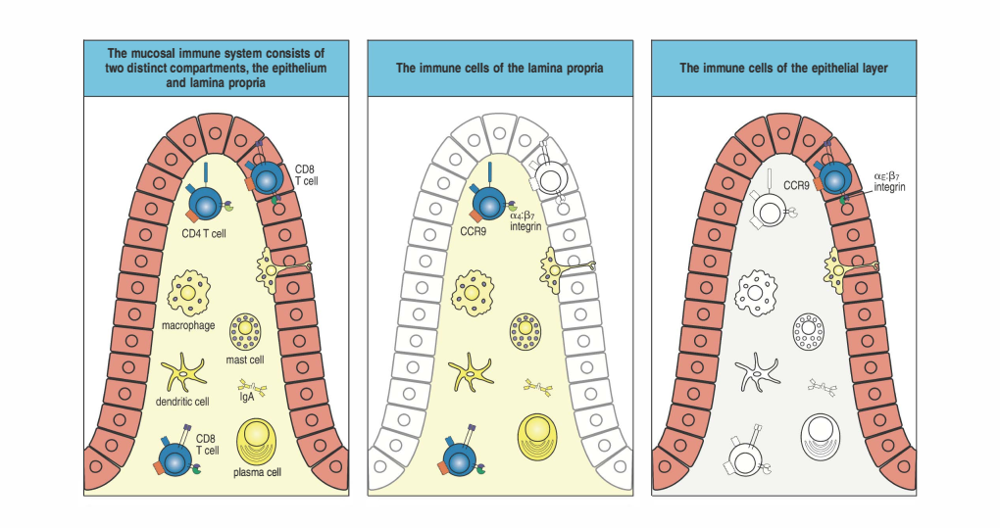 The mucosal immune system consists of
two distinct compartments, the epithelium
and lamina propria
CD8
T cell
CD4 T cell
macrophage
mast cell
dendritic cell
IgA
CD8
T cell
plasma cell
The immune cells of the lamina propria
α4:β7
integrin
CCR9
The immune cells of the epithelial layer
CCR9
αE:β7
integrin